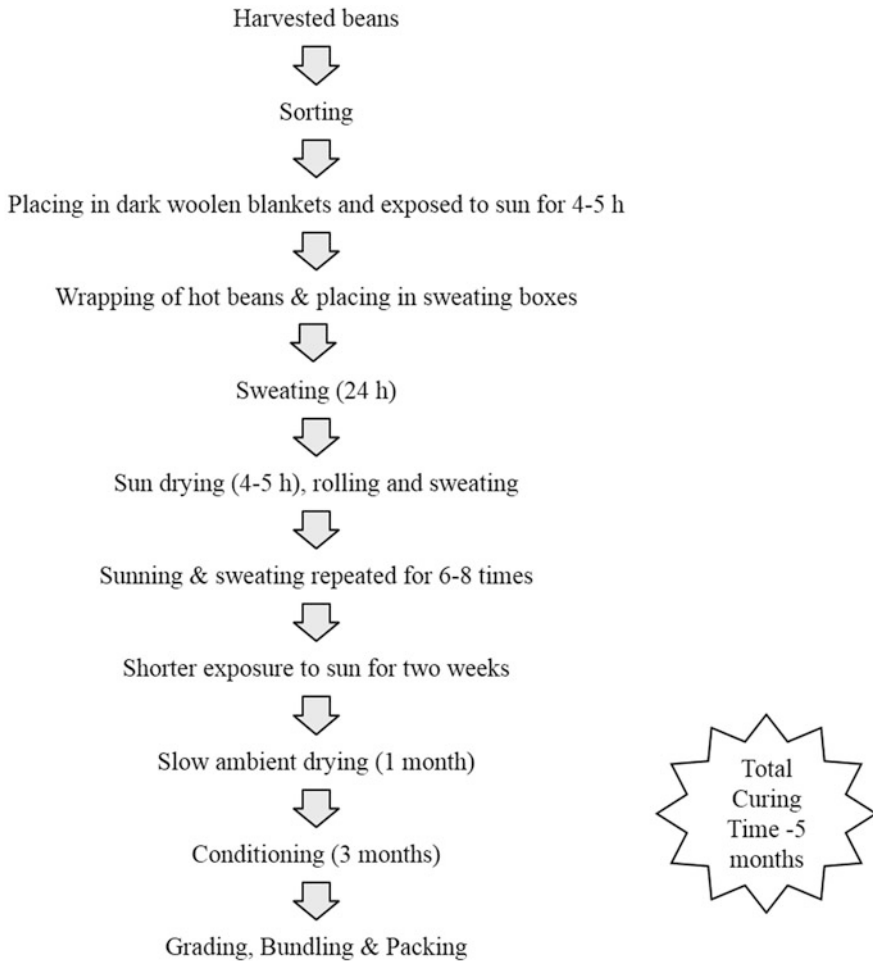 Harvested beans
Sorting
Placing in dark woolen blankets and exposed to sun for 4-5 h
Wrapping of hot beans & placing in sweating boxes
Sweating (24 h)
Sun drying (4-5 h), rolling and sweating
Sunning & sweating repeated for 6-8 times
Shorter exposure to sun for two weeks
Slow ambient drying (1 month)
Conditioning (3 months)
Grading, Bundling & Packing
Total
Curing
Time -5
months